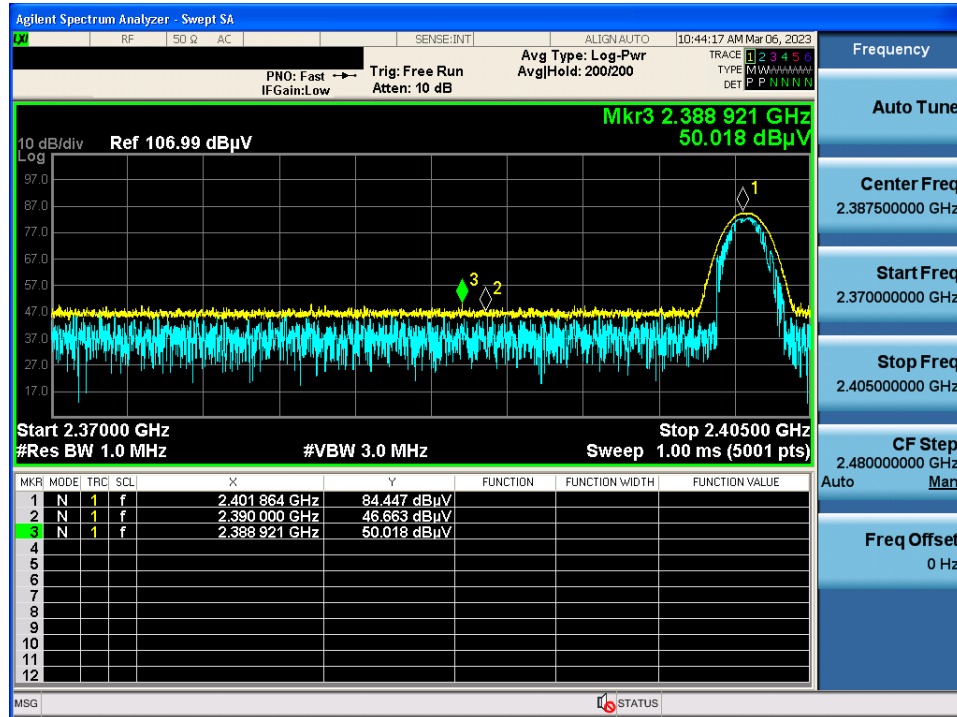 Agilent Spectrum Analyzer - Swept SA
LXI RF 50 Ω AC SENSE:INT ALIGN AUTO 10:44:17 AM Mar 06, 2023
PNO: Fast Trig: Free Run Avg Type: Log-Pwr TRACE 1 2 3 4 5 6
IFGain:Low Atten: 10 dB Avg|Hold: 200/200 TYPE M WWWWW
DET P P N N N N
Mkr3 2.388 921 GHz
50.018 dBµV
10 dB/div Ref 106.99 dBµV
Log
97.0
87.0
77.0
67.0
57.0
47.0
37.0
27.0
17.0
1
2
3
Start 2.37000 GHz Stop 2.40500 GHz
#Res BW 1.0 MHz #VBW 3.0 MHz Sweep 1.00 ms (5001 pts)
MKR MODE TRC SCL X Y FUNCTION FUNCTION WIDTH FUNCTION VALUE
1 N 1 f 2.401 864 GHz 84.447 dBµV
2 N 1 f 2.390 000 GHz 46.663 dBµV
3 N 1 f 2.388 921 GHz 50.018 dBµV
4
5
6
7
8
9
10
11
12
MSG STATUS
Frequency
Auto Tune
Center Freq
2.387500000 GHz
Start Freq
2.370000000 GHz
Stop Freq
2.405000000 GHz
CF Step
2.480000000 GHz
Auto Man
Freq Offset
0 Hz